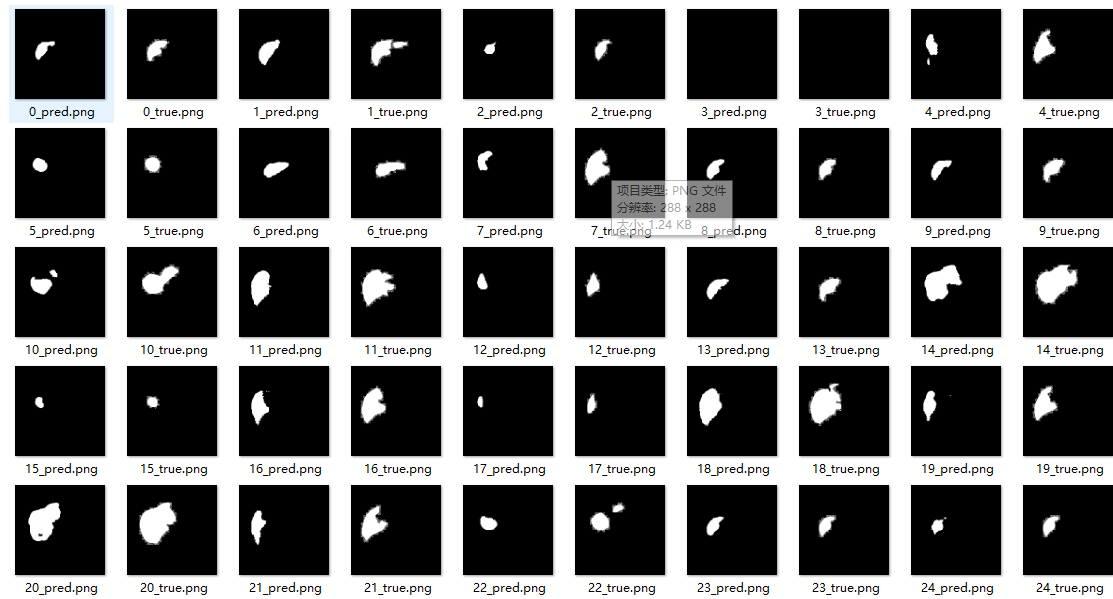 0_pred.png 0_true.png 1_pred.png 1_true.png 2_pred.png 2_true.png 3_pred.png 3_true.png 4_pred.png 4_true.png
项目类型: PNG 文件
分辨率: 288 x 288
大小: 1.24 KB
5_pred.png 5_true.png 6_pred.png 6_true.png 7_pred.png 7_true.png 8_pred.png 8_true.png 9_pred.png 9_true.png
10_pred.png 10_true.png 11_pred.png 11_true.png 12_pred.png 12_true.png 13_pred.png 13_true.png 14_pred.png 14_true.png
15_pred.png 15_true.png 16_pred.png 16_true.png 17_pred.png 17_true.png 18_pred.png 18_true.png 19_pred.png 19_true.png
20_pred.png 20_true.png 21_pred.png 21_true.png 22_pred.png 22_true.png 23_pred.png 23_true.png 24_pred.png 24_true.png